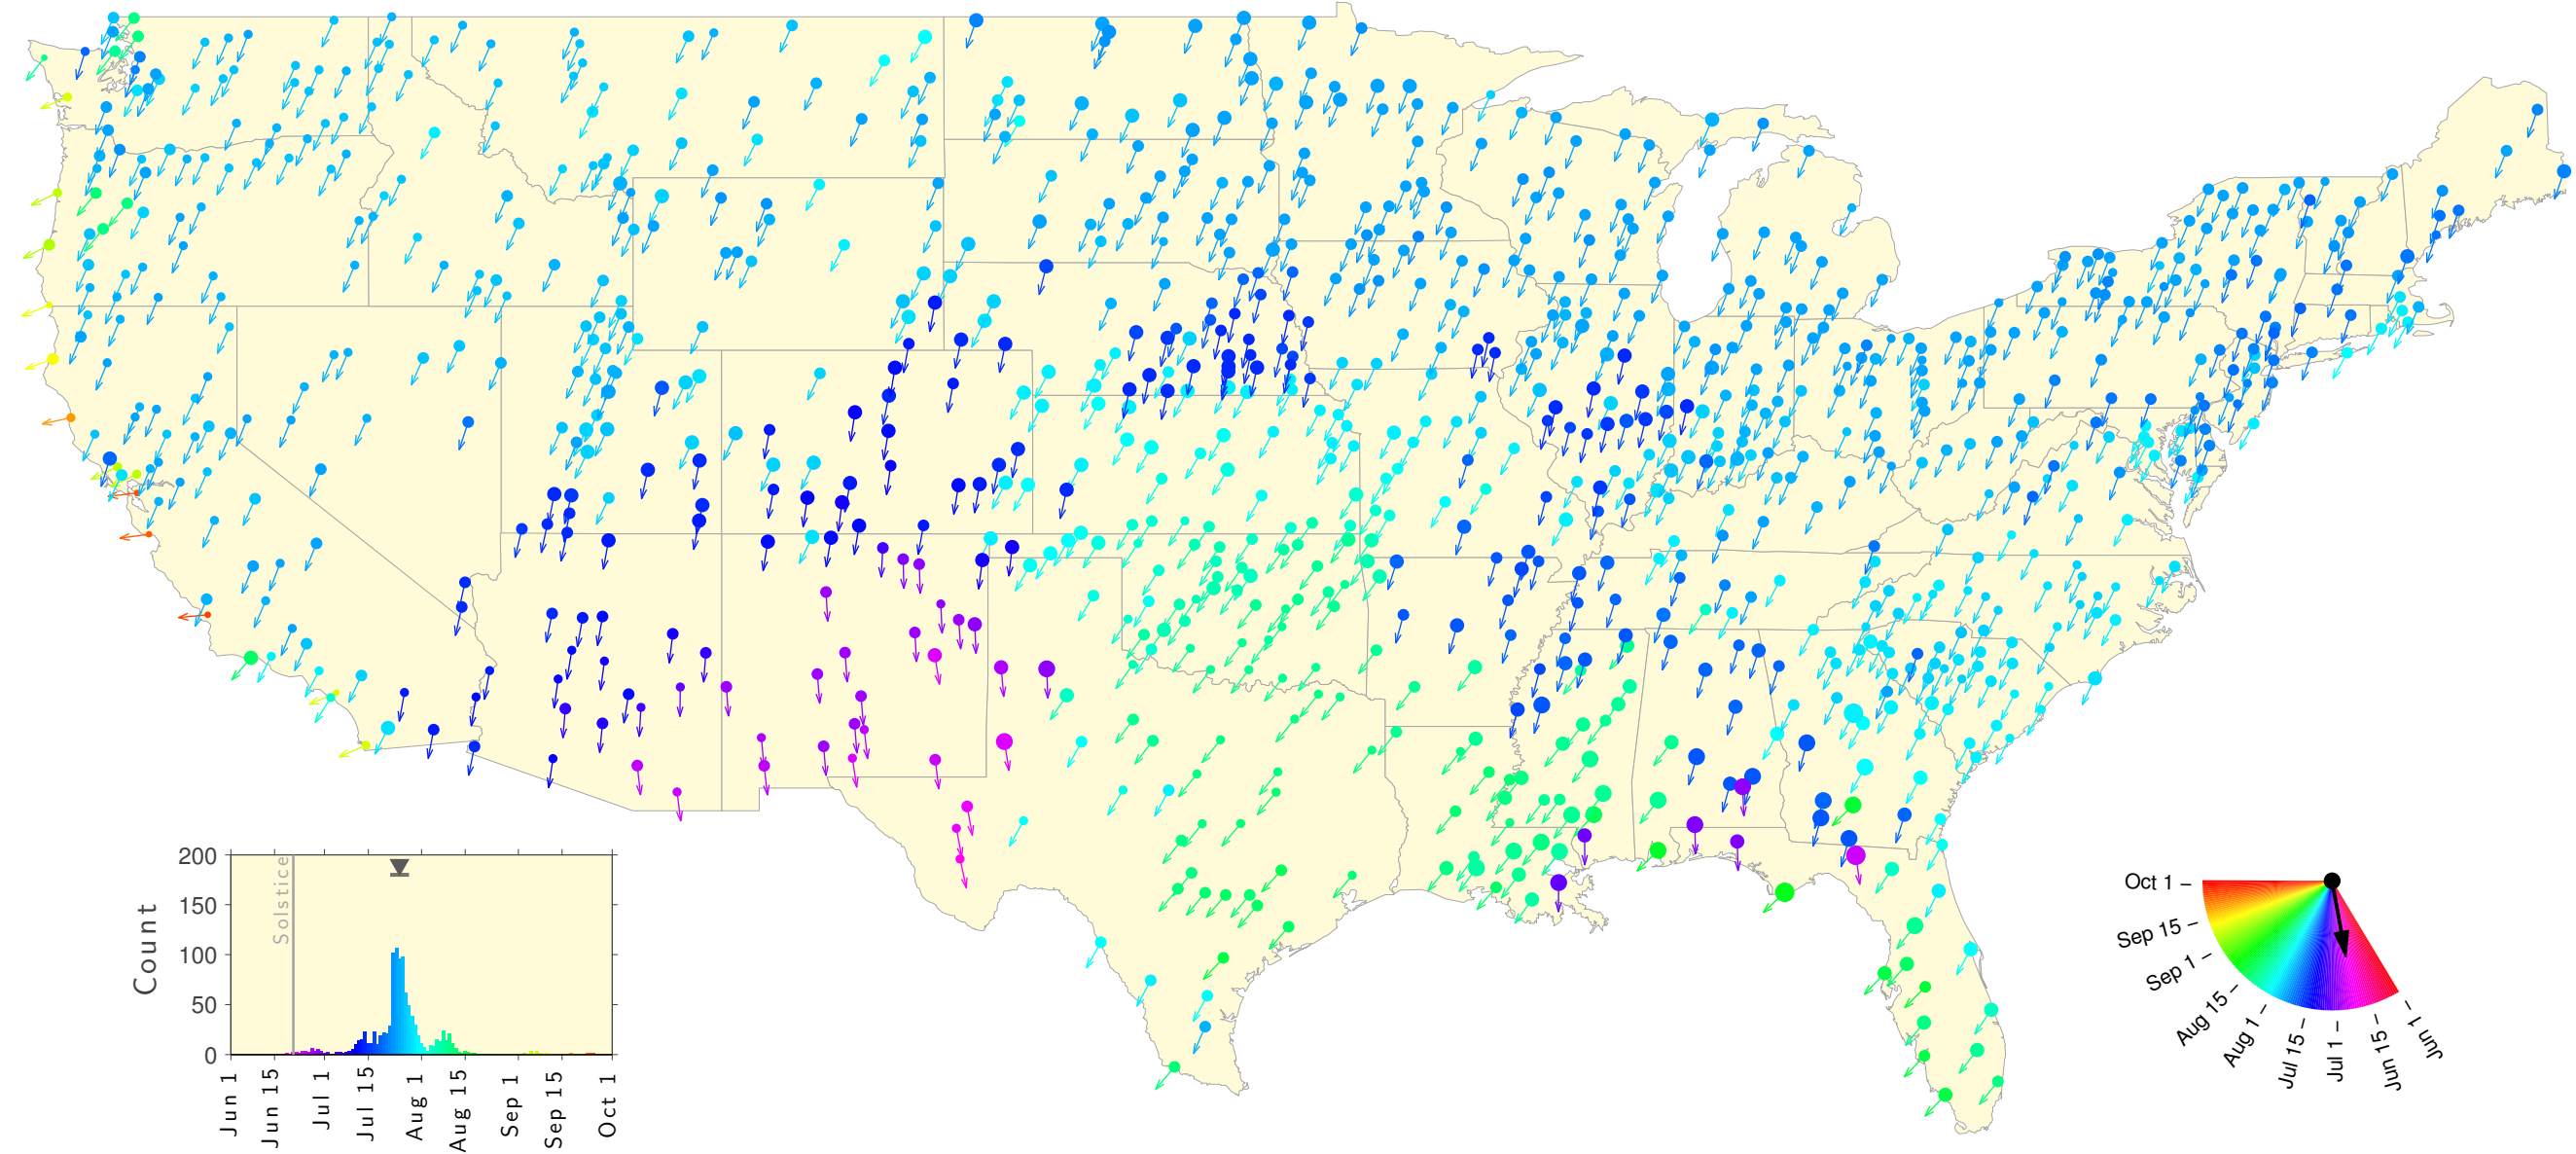 200
150
100
50
0
Count
Solstice
Jun 1
Jun 15
Jul 1
Jul 15
Aug 1
Aug 15
Sep 1
Sep 15
Oct 1
Oct 1 –
Sep 15 –
Sep 1 –
Aug 15 –
Aug 1 –
Jul 15 –
Jul 1 –
Jun 15 –
Jun 1 –